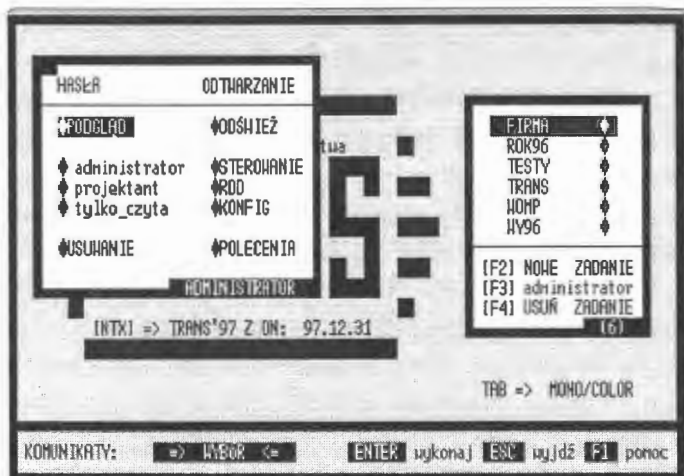 HASŁA ODTWARZANIE
PODGLĄD ODŚWIEŻ
administrator STEROWANIE
projektant RDD
tylko_czyta KONFIG
USUWANIE POLECENIA
ADMINISTRATOR
twa
S
[NTX] => TRANS'97 Z DN: 97.12.31
FIRMA
ROK96
TESTY
TRANS
WOMP
WY96
[F2] NOWE ZADANIE
[F3] administrator
[F4] USUŃ ZADANIE
[6]
TAB => MONO/COLOR
KOMUNIKATY: => WYBÓR <= ENTER wykonaj ESC wyjdź F1 pomoc